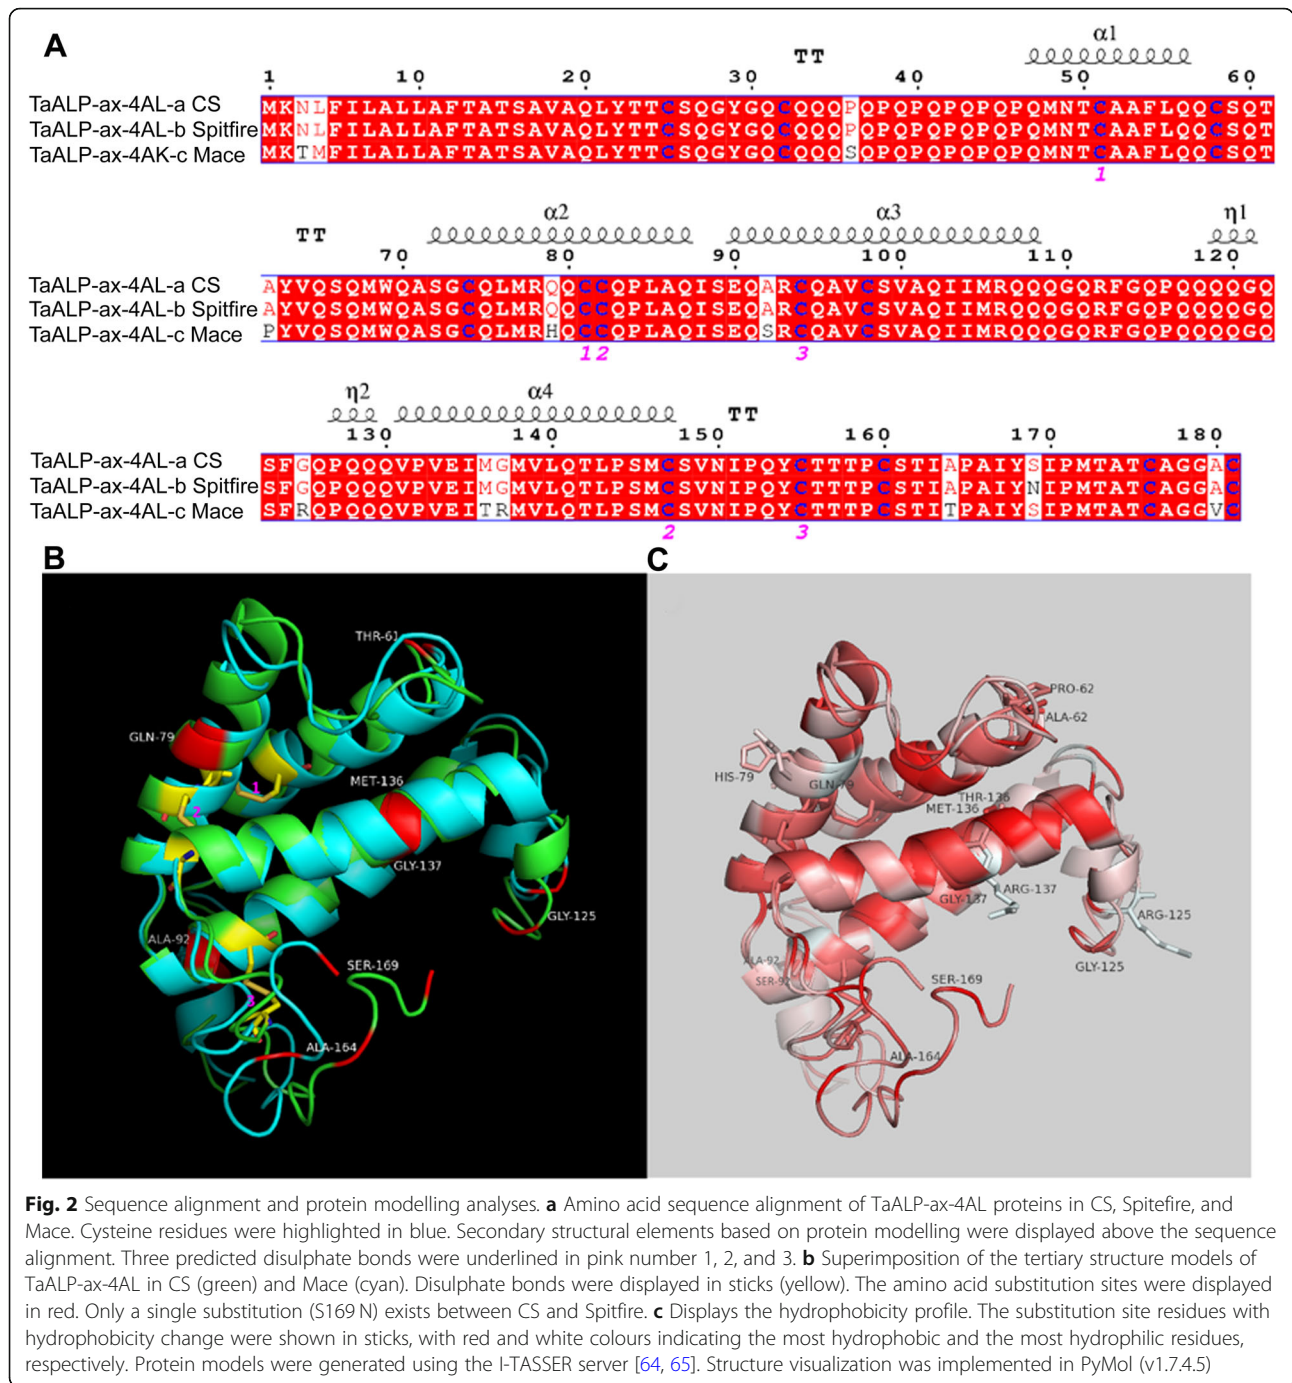 A
TT α1
1 10 20 30 40 50 60
TaALP-ax-4AL-a CS MKNLFILALLAFTATSAVAQLYTTCSQGYGQCQQQPQPQPQPQPQPQMNTCAAFLQQCSQT
TaALP-ax-4AL-b Spitfire MKNLFILALLAFTATSAVAQLYTTCSQGYGQCQQQPQPQPQPQPQPQMNTCAAFLQQCSQT
TaALP-ax-4AK-c Mace MKTMFILALLAFTATSAVAQLYTTCSQGYGQCQQQSQPQPQPQPQPQMNTCAAFLQQCSQT
1
TT α2 α3 η1
70 80 90 100 110 120
TaALP-ax-4AL-a CS AYVQSQMWQASGCQLMRQQCCQPLAQISEQARCQAVCSVAQIIMRQQQGQRFGQPQQQQGQ
TaALP-ax-4AL-b Spitfire AYVQSQMWQASGCQLMRQQCCQPLAQISEQARCQAVCSVAQIIMRQQQGQRFGQPQQQQGQ
TaALP-ax-4AL-c Mace PYVQSQMWQASGCQLMRHQCCQPLAQISEQSRCQAVCSVAQIIMRQQQGQRFGQPQQQQGQ
1 2 3
η2 α4 TT
130 140 150 160 170 180
TaALP-ax-4AL-a CS SFGQPQQQVPVEIMGMVLQTLPSMCSVNIPQYCTTTPCSTIAPAIYSIPMTATCAGGAC
TaALP-ax-4AL-b Spitfire SFGQPQQQVPVEIMGMVLQTLPSMCSVNIPQYCTTTPCSTIAPAIYNIPMTATCAGGAC
TaALP-ax-4AL-c Mace SFRQPQQQVPVEITRMVLQTLPSMCSVNIPQYCTTTPCSTITPAIYSIPMTATCAGGVC
2 3
B
THR-61
GLN-79
MET-136
1
2
GLY-137
GLY-125
ALA-92
SER-169
3
ALA-164
C
PRO-62
ALA-62
HIS-79
GLN-79
THR-136
MET-136
ARG-137
GLY-137
ARG-125
GLY-125
ALA-92
SER-92
SER-169
ALA-164
Fig. 2 Sequence alignment and protein modelling analyses. a Amino acid sequence alignment of TaALP-ax-4AL proteins in CS, Spitefire, and
Mace. Cysteine residues were highlighted in blue. Secondary structural elements based on protein modelling were displayed above the sequence
alignment. Three predicted disulphate bonds were underlined in pink number 1, 2, and 3. b Superimposition of the tertiary structure models of
TaALP-ax-4AL in CS (green) and Mace (cyan). Disulphate bonds were displayed in sticks (yellow). The amino acid substitution sites were displayed
in red. Only a single substitution (S169 N) exists between CS and Spitfire. c Displays the hydrophobicity profile. The substitution site residues with
hydrophobicity change were shown in sticks, with red and white colours indicating the most hydrophobic and the most hydrophilic residues,
respectively. Protein models were generated using the I-TASSER server [64, 65]. Structure visualization was implemented in PyMol (v1.7.4.5)